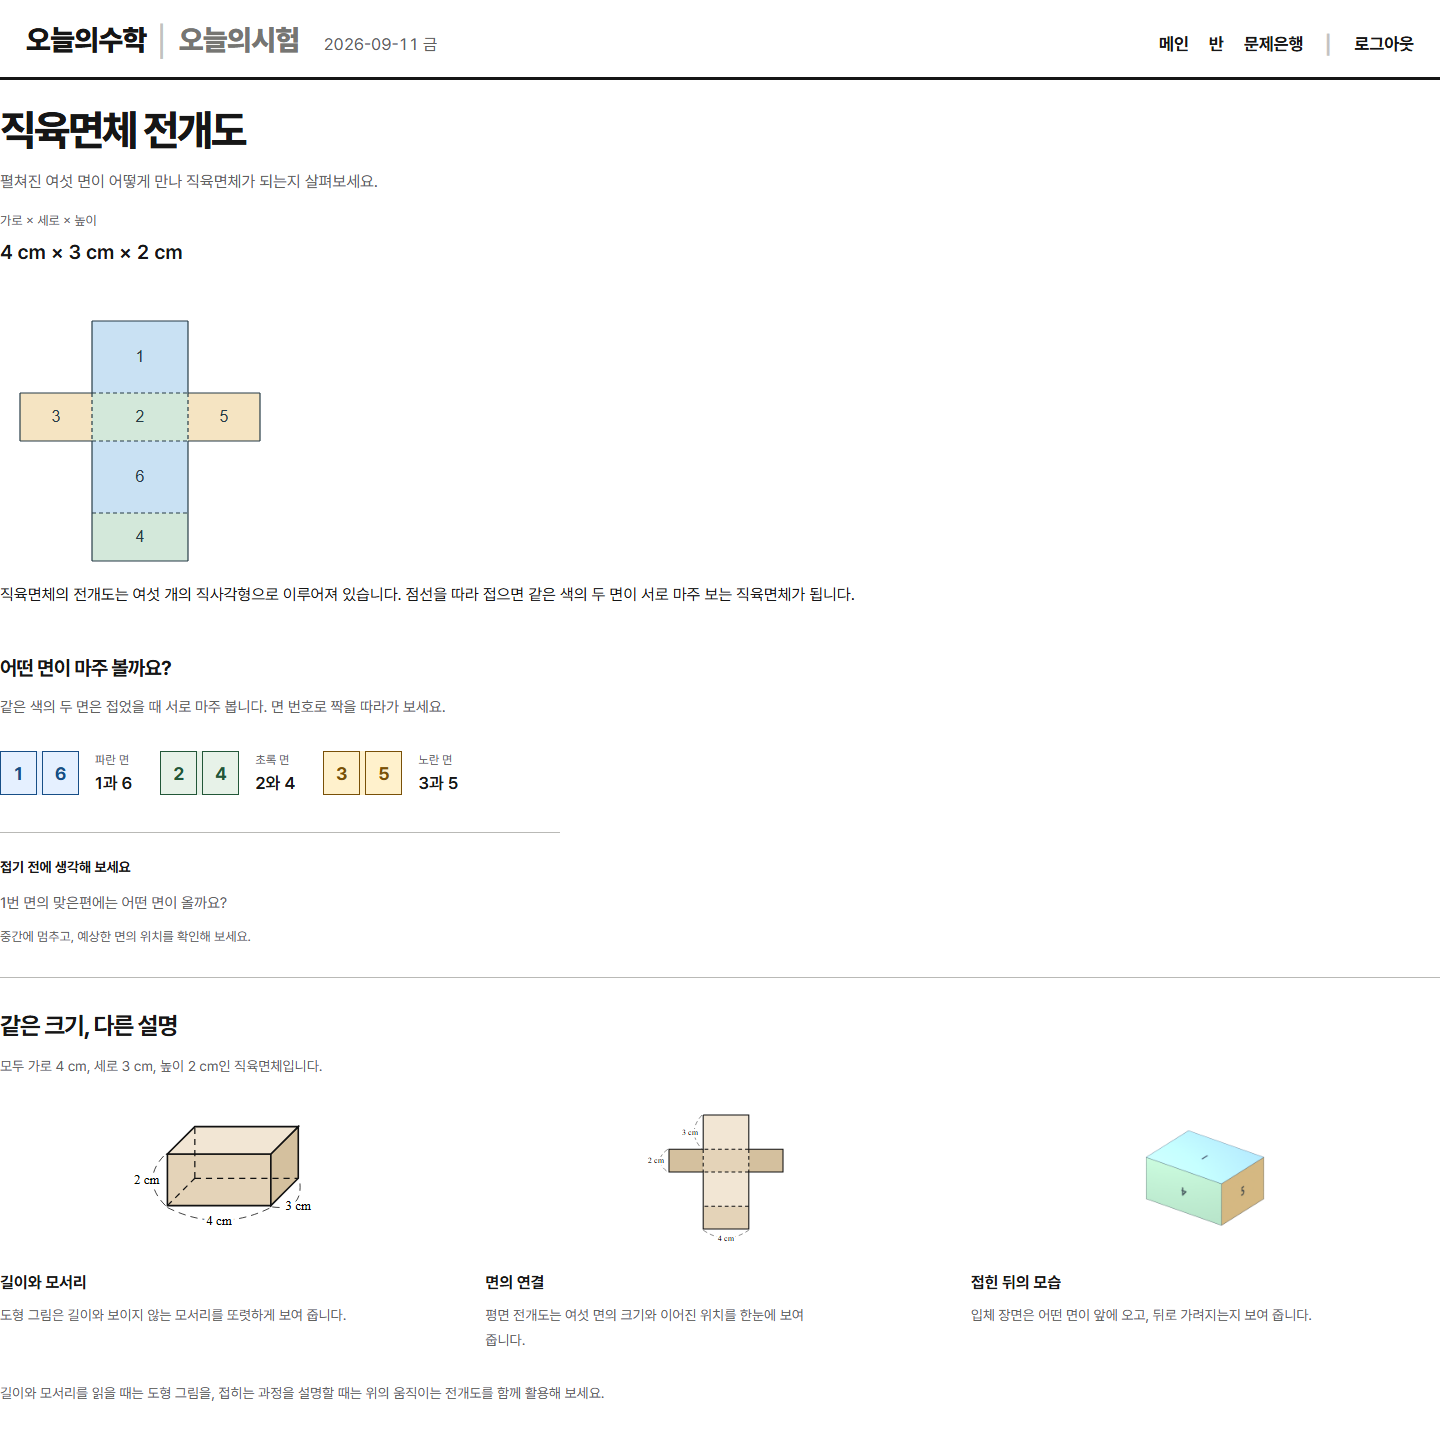 오늘의수학 | 오늘의시험 2026-09-11 금
메인 반 문제은행 | 로그아웃
직육면체 전개도
펼쳐진 여섯 면이 어떻게 만나 직육면체가 되는지 살펴보세요.
가로 × 세로 × 높이
4 cm × 3 cm × 2 cm
1
3 2 5
6
4
직육면체의 전개도는 여섯 개의 직사각형으로 이루어져 있습니다. 점선을 따라 접으면 같은 색의 두 면이 서로 마주 보는 직육면체가 됩니다.
어떤 면이 마주 볼까요?
같은 색의 두 면은 접었을 때 서로 마주 봅니다. 면 번호로 짝을 따라가 보세요.
1 6 파란 면 1과 6
2 4 초록 면 2와 4
3 5 노란 면 3과 5
접기 전에 생각해 보세요
1번 면의 맞은편에는 어떤 면이 올까요?
중간에 멈추고, 예상한 면의 위치를 확인해 보세요.
같은 크기, 다른 설명
모두 가로 4 cm, 세로 3 cm, 높이 2 cm인 직육면체입니다.
2 cm
3 cm
4 cm
3 cm
2 cm
4 cm
1
4 5
길이와 모서리
도형 그림은 길이와 보이지 않는 모서리를 또렷하게 보여 줍니다.
면의 연결
평면 전개도는 여섯 면의 크기와 이어진 위치를 한눈에 보여
줍니다.
접힌 뒤의 모습
입체 장면은 어떤 면이 앞에 오고, 뒤로 가려지는지 보여 줍니다.
길이와 모서리를 읽을 때는 도형 그림을, 접히는 과정을 설명할 때는 위의 움직이는 전개도를 함께 활용해 보세요.